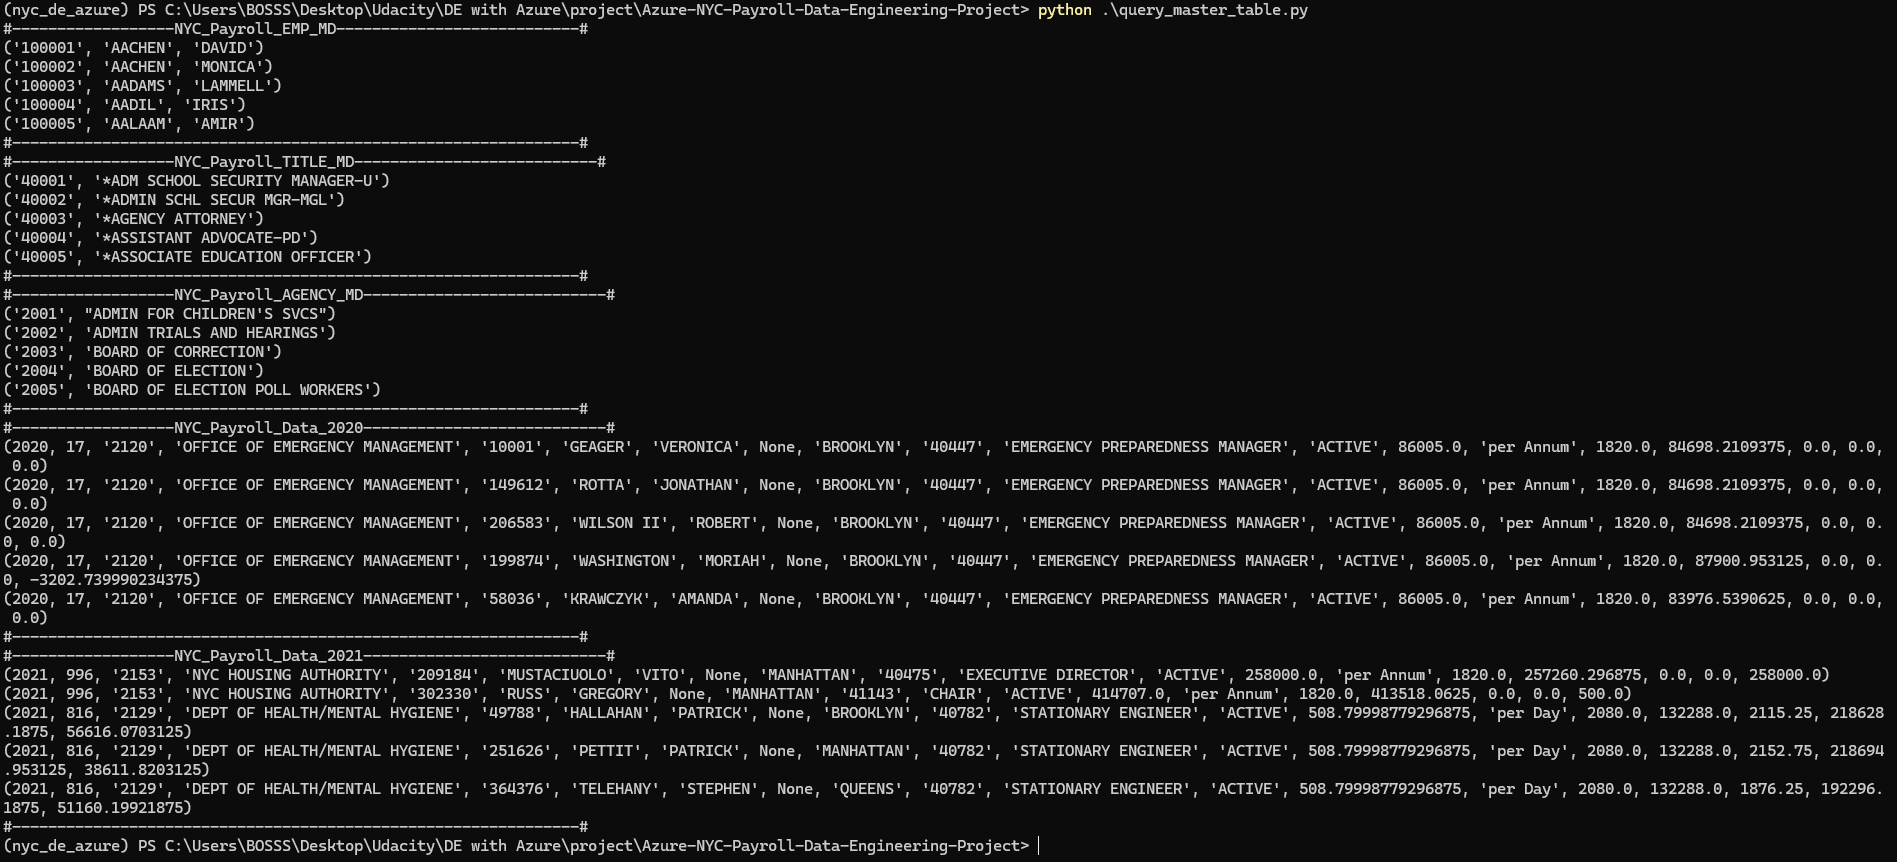 (nyc_de_azure) PS C:\Users\BOSSS\Desktop\Udacity\DE with Azure\project\Azure-NYC-Payroll-Data-Engineering-Project> python .\query_master_table.py
#------------------NYC_Payroll_EMP_MD---------------------------#
('100001', 'AACHEN', 'DAVID')
('100002', 'AACHEN', 'MONICA')
('100003', 'AADAMS', 'LAMMELL')
('100004', 'AADIL', 'IRIS')
('100005', 'AALAAM', 'AMIR')
#---------------------------------------------------------------#
#------------------NYC_Payroll_TITLE_MD---------------------------#
('40001', '*ADM SCHOOL SECURITY MANAGER-U')
('40002', '*ADMIN SCHL SECUR MGR-MGL')
('40003', '*AGENCY ATTORNEY')
('40004', '*ASSISTANT ADVOCATE-PD')
('40005', '*ASSOCIATE EDUCATION OFFICER')
#---------------------------------------------------------------#
#------------------NYC_Payroll_AGENCY_MD---------------------------#
('2001', "ADMIN FOR CHILDREN'S SVCS")
('2002', 'ADMIN TRIALS AND HEARINGS')
('2003', 'BOARD OF CORRECTION')
('2004', 'BOARD OF ELECTION')
('2005', 'BOARD OF ELECTION POLL WORKERS')
#---------------------------------------------------------------#
#------------------NYC_Payroll_Data_2020---------------------------#
(2020, 17, '2120', 'OFFICE OF EMERGENCY MANAGEMENT', '10001', 'GEAGER', 'VERONICA', None, 'BROOKLYN', '40447', 'EMERGENCY PREPAREDNESS MANAGER', 'ACTIVE', 86005.0, 'per Annum', 1820.0, 84698.2109375, 0.0, 0.0,
 0.0)
(2020, 17, '2120', 'OFFICE OF EMERGENCY MANAGEMENT', '149612', 'ROTTA', 'JONATHAN', None, 'BROOKLYN', '40447', 'EMERGENCY PREPAREDNESS MANAGER', 'ACTIVE', 86005.0, 'per Annum', 1820.0, 84698.2109375, 0.0, 0.0,
 0.0)
(2020, 17, '2120', 'OFFICE OF EMERGENCY MANAGEMENT', '206583', 'WILSON II', 'ROBERT', None, 'BROOKLYN', '40447', 'EMERGENCY PREPAREDNESS MANAGER', 'ACTIVE', 86005.0, 'per Annum', 1820.0, 84698.2109375, 0.0, 0.
0, 0.0)
(2020, 17, '2120', 'OFFICE OF EMERGENCY MANAGEMENT', '199874', 'WASHINGTON', 'MORIAH', None, 'BROOKLYN', '40447', 'EMERGENCY PREPAREDNESS MANAGER', 'ACTIVE', 86005.0, 'per Annum', 1820.0, 87900.953125, 0.0, 0.
0, -3202.739990234375)
(2020, 17, '2120', 'OFFICE OF EMERGENCY MANAGEMENT', '58036', 'KRAWCZYK', 'AMANDA', None, 'BROOKLYN', '40447', 'EMERGENCY PREPAREDNESS MANAGER', 'ACTIVE', 86005.0, 'per Annum', 1820.0, 83976.5390625, 0.0, 0.0,
 0.0)
#---------------------------------------------------------------#
#------------------NYC_Payroll_Data_2021---------------------------#
(2021, 996, '2153', 'NYC HOUSING AUTHORITY', '209184', 'MUSTACIUOLO', 'VITO', None, 'MANHATTAN', '40475', 'EXECUTIVE DIRECTOR', 'ACTIVE', 258000.0, 'per Annum', 1820.0, 257260.296875, 0.0, 0.0, 258000.0)
(2021, 996, '2153', 'NYC HOUSING AUTHORITY', '302330', 'RUSS', 'GREGORY', None, 'MANHATTAN', '41143', 'CHAIR', 'ACTIVE', 414707.0, 'per Annum', 1820.0, 413518.0625, 0.0, 0.0, 500.0)
(2021, 816, '2129', 'DEPT OF HEALTH/MENTAL HYGIENE', '49788', 'HALLAHAN', 'PATRICK', None, 'BROOKLYN', '40782', 'STATIONARY ENGINEER', 'ACTIVE', 508.79998779296875, 'per Day', 2080.0, 132288.0, 2115.25, 218628
.1875, 56616.0703125)
(2021, 816, '2129', 'DEPT OF HEALTH/MENTAL HYGIENE', '251626', 'PETTIT', 'PATRICK', None, 'MANHATTAN', '40782', 'STATIONARY ENGINEER', 'ACTIVE', 508.79998779296875, 'per Day', 2080.0, 132288.0, 2152.75, 218694
.953125, 38611.8203125)
(2021, 816, '2129', 'DEPT OF HEALTH/MENTAL HYGIENE', '364376', 'TELEHANY', 'STEPHEN', None, 'QUEENS', '40782', 'STATIONARY ENGINEER', 'ACTIVE', 508.79998779296875, 'per Day', 2080.0, 132288.0, 1876.25, 192296.
1875, 51160.19921875)
#---------------------------------------------------------------#
(nyc_de_azure) PS C:\Users\BOSSS\Desktop\Udacity\DE with Azure\project\Azure-NYC-Payroll-Data-Engineering-Project>